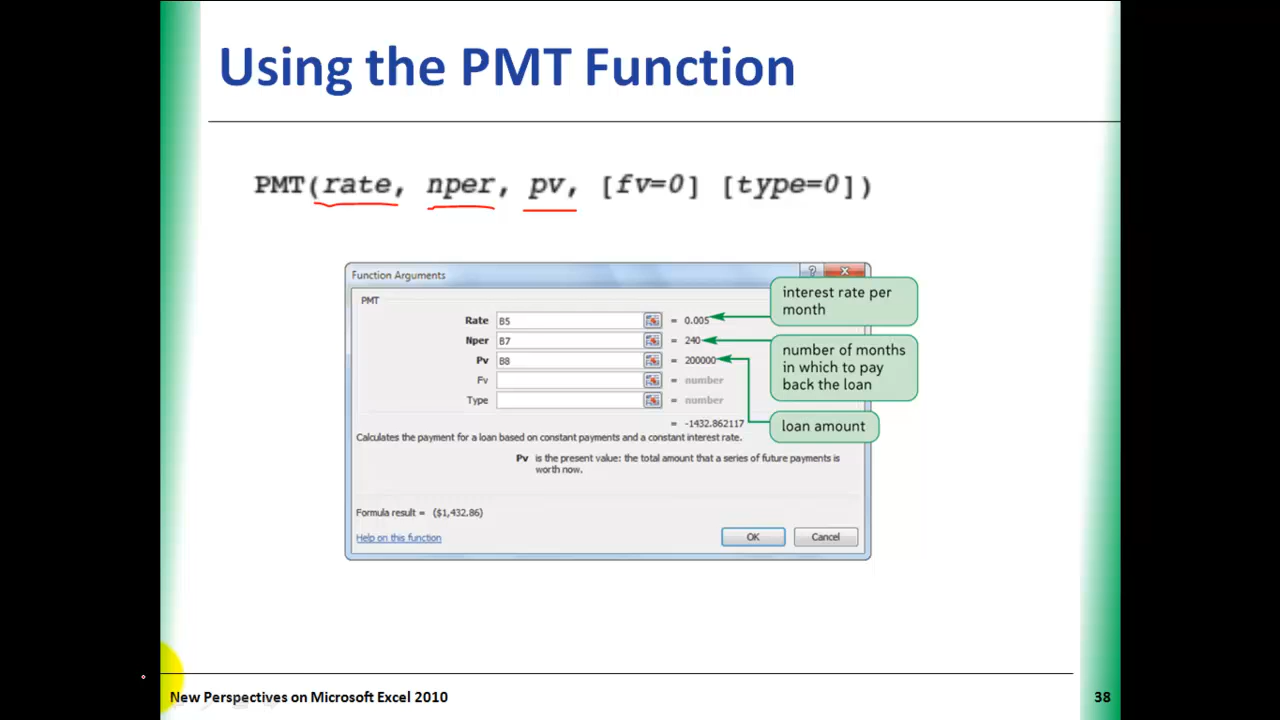 Using the PMT Function
PMT(rate, nper, pv, [fv=0] [type=0])
Function Arguments
?
X
PMT
Rate B5 = 0.005
interest rate per
month
Nper B7 = 240
number of months
in which to pay
back the loan
Pv B8 = 200000
loan amount
Fv = number
Type = number
= -1432.862117
Calculates the payment for a loan based on constant payments and a constant interest rate.
Pv is the present value: the total amount that a series of future payments is
worth now.
Formula result = ($1,432.86)
Help on this function
OK
Cancel
New Perspectives on Microsoft Excel 2010
38